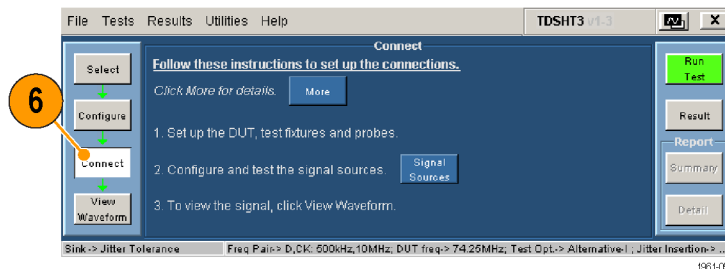 File Tests Results Utilities Help TDSHT3 v1-3 X
Connect
Select
Configure
Connect
View
Waveform
6
Follow these instructions to set up the connections.
Click More for details. More
1. Set up the DUT, test fixtures and probes.
2. Configure and test the signal sources. Signal Sources
3. To view the signal, click View Waveform.
Run
Test
Result
Report
Summary
Detail
Sink -> Jitter Tolerance Freq Pair-> D,CK: 500kHz,10MHz; DUT freq-> 74.25MHz; Test Opt.-> Alternative-I ; Jitter Insertion-> ...